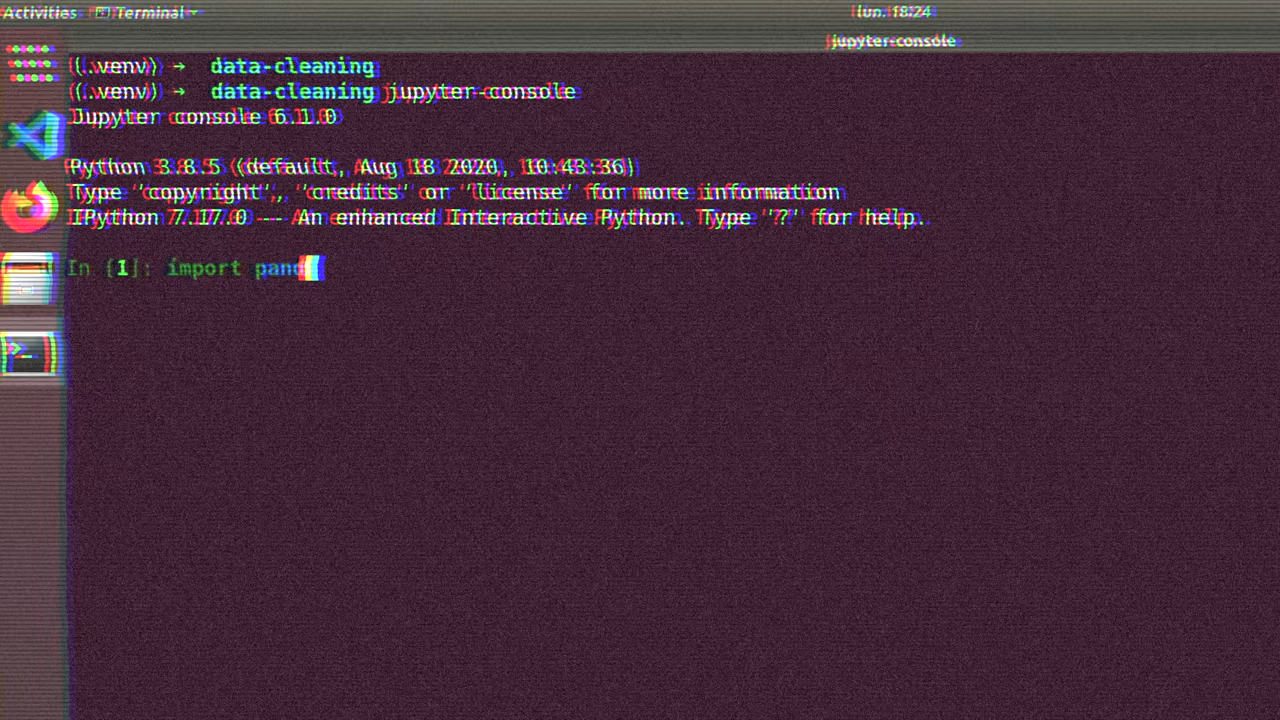 Activities Terminal
lun. 18:24
jupyter-console
(.venv) → data-cleaning
(.venv) → data-cleaning jupyter-console
Jupyter console 6.1.0
Python 3.8.5 (default, Aug 18 2020, 10:43:36)
Type "copyright", "credits" or "license" for more information
IPython 7.17.0 -- An enhanced Interactive Python. Type "?" for help.
In [1]: import pand